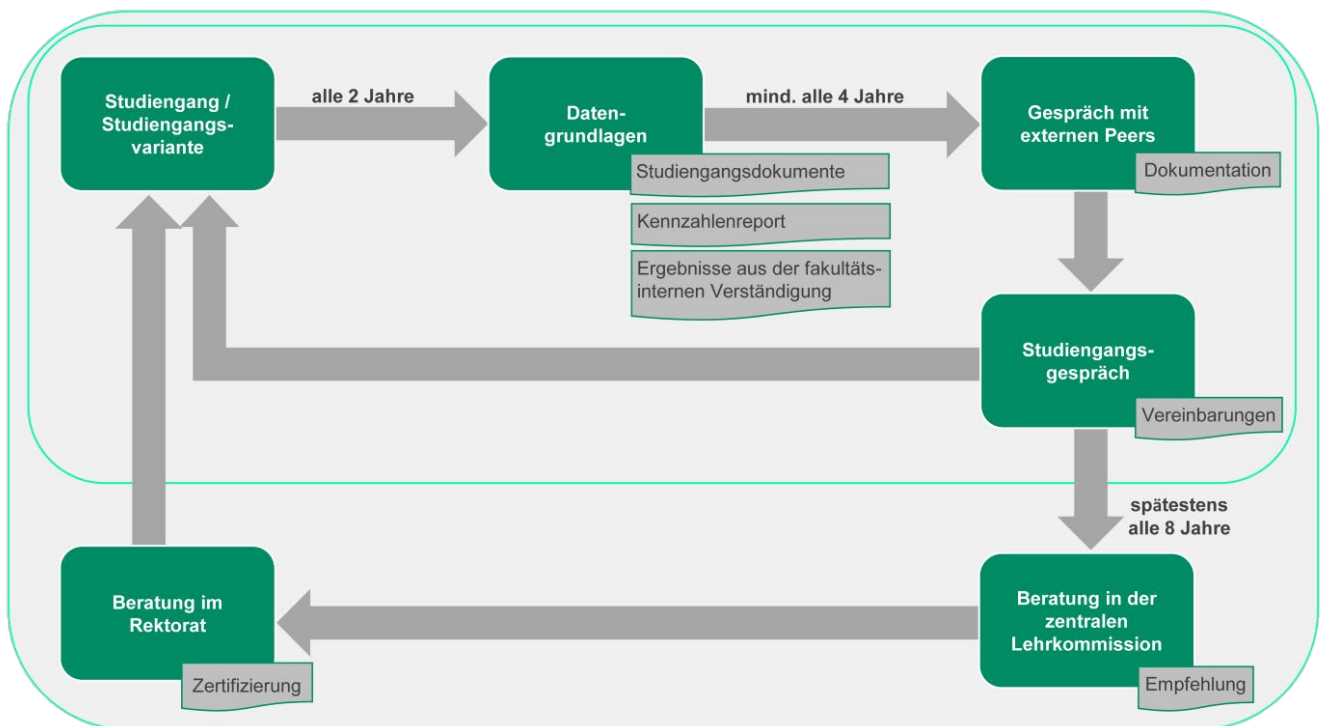 Studiengang /
Studiengangs-
variante
alle 2 Jahre
Daten-
grundlagen
Studiengangsdokumente
Kennzahlenreport
Ergebnisse aus der fakultäts-
internen Verständigung
mind. alle 4 Jahre
Gespräch mit
externen Peers
Dokumentation
Studiengangs-
gespräch
Vereinbarungen
spätestens
alle 8 Jahre
Beratung in der
zentralen
Lehrkommission
Empfehlung
Beratung im
Rektorat
Zertifizierung